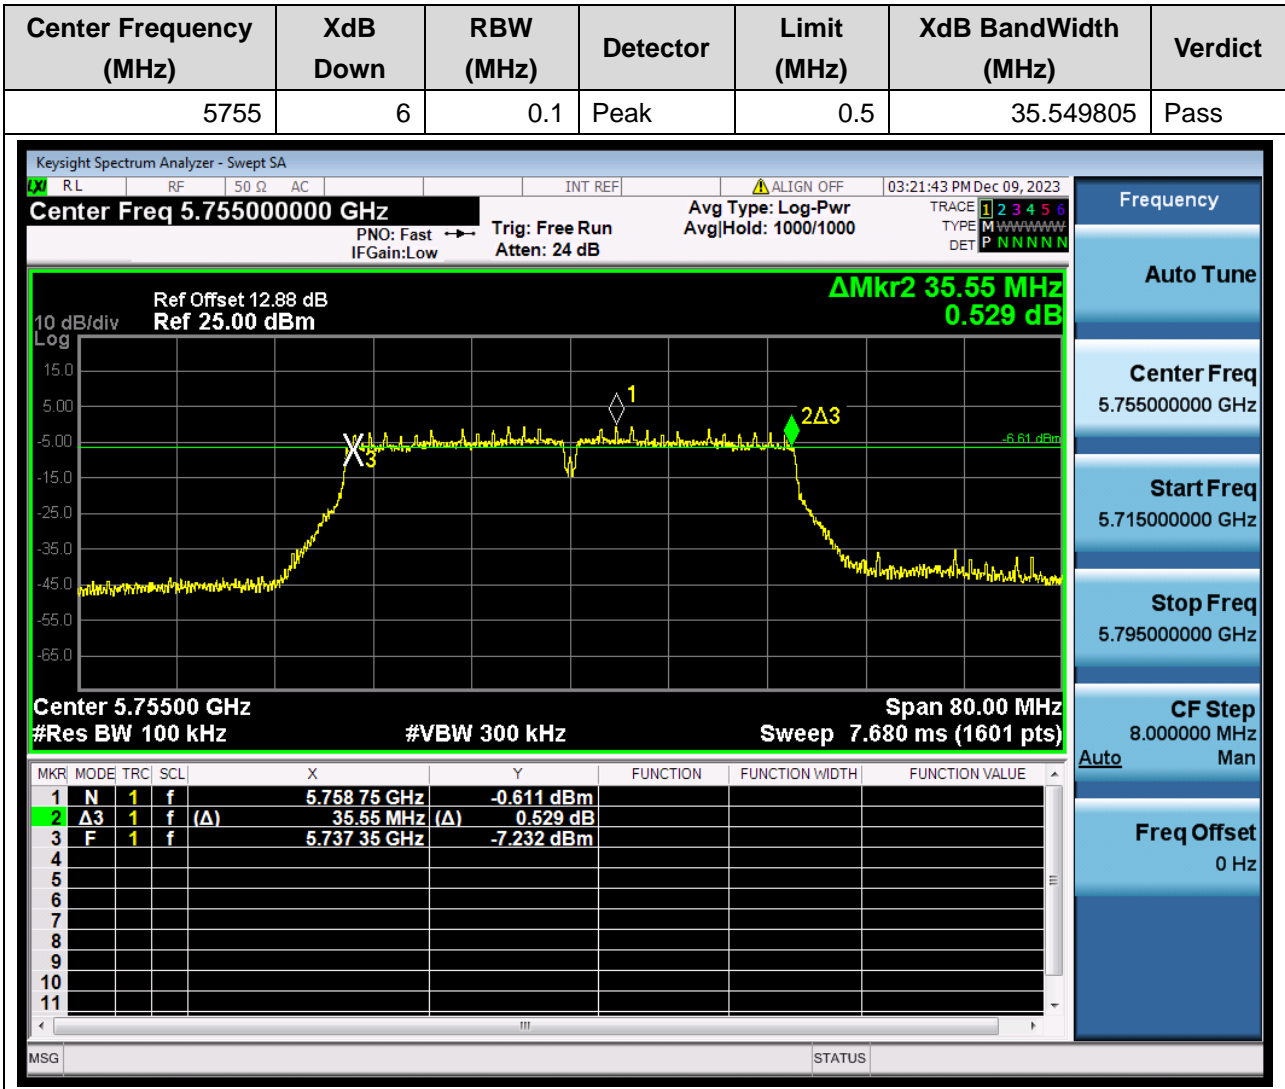 Center Frequency (MHz) XdB Down RBW (MHz) Detector Limit (MHz) XdB BandWidth (MHz) Verdict
5755 6 0.1 Peak 0.5 35.549805 Pass
Keysight Spectrum Analyzer - Swept SA
LXI RL RF 50 Ω AC INT REF ALIGN OFF 03:21:43 PM Dec 09, 2023
Center Freq 5.755000000 GHz
PNO: Fast
IFGain:Low
Trig: Free Run
Atten: 24 dB
Avg Type: Log-Pwr
Avg|Hold: 1000/1000
TRACE 1 2 3 4 5 6
TYPE M W W W W W
DET P N N N N N
Ref Offset 12.88 dB
10 dB/div Ref 25.00 dBm
Log
ΔMkr2 35.55 MHz
0.529 dB
15.0
5.00
-5.00
-15.0
-25.0
-35.0
-45.0
-55.0
-65.0
1
2Δ3
3
-6.61 dBm
Center 5.75500 GHz Span 80.00 MHz
#Res BW 100 kHz #VBW 300 kHz Sweep 7.680 ms (1601 pts)
MKR MODE TRC SCL X Y FUNCTION FUNCTION WIDTH FUNCTION VALUE
1 N 1 f 5.758 75 GHz -0.611 dBm
2 Δ3 1 f (Δ) 35.55 MHz (Δ) 0.529 dB
3 F 1 f 5.737 35 GHz -7.232 dBm
4
5
6
7
8
9
10
11
MSG STATUS
Frequency
Auto Tune
Center Freq
5.755000000 GHz
Start Freq
5.715000000 GHz
Stop Freq
5.795000000 GHz
CF Step
8.000000 MHz
Auto Man
Freq Offset
0 Hz